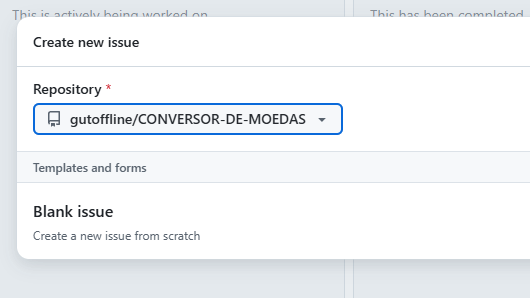 This is actively being worked on
This has been completed
Create new issue
Repository *
gutoffline/CONVERSOR-DE-MOEDAS
Templates and forms
Blank issue
Create a new issue from scratch